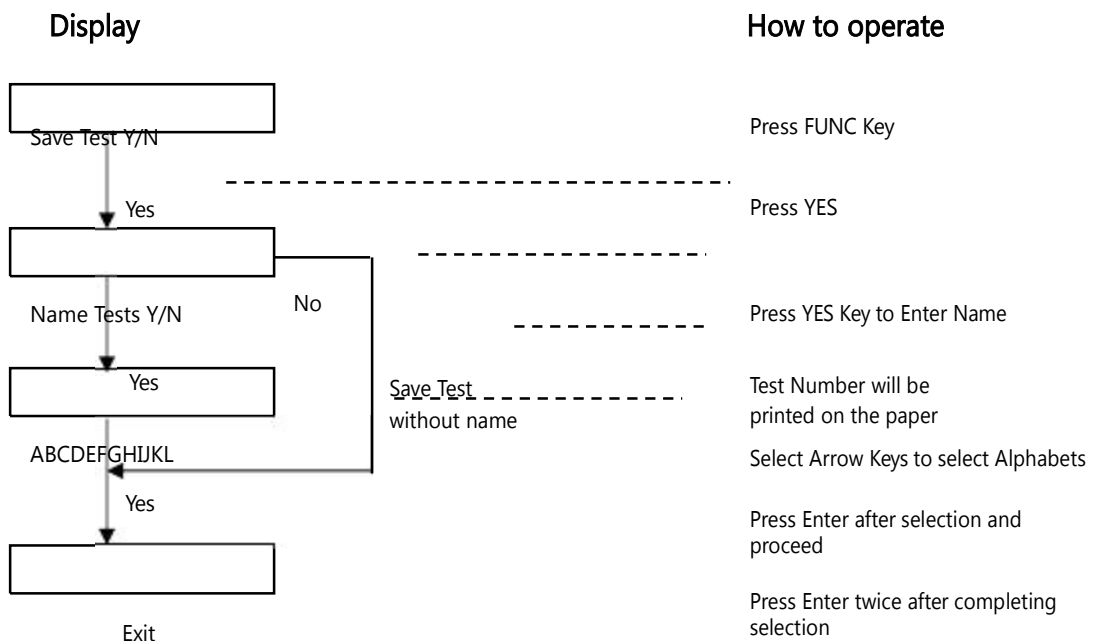 Display
How to operate
Save Test Y/N
Press FUNC Key
Yes
Press YES
No
Name Tests Y/N
Press YES Key to Enter Name
Yes
Save Test
without name
Test Number will be
printed on the paper
ABCDEFGHIJKL
Select Arrow Keys to select Alphabets
Yes
Press Enter after selection and
proceed
Exit
Press Enter twice after completing
selection